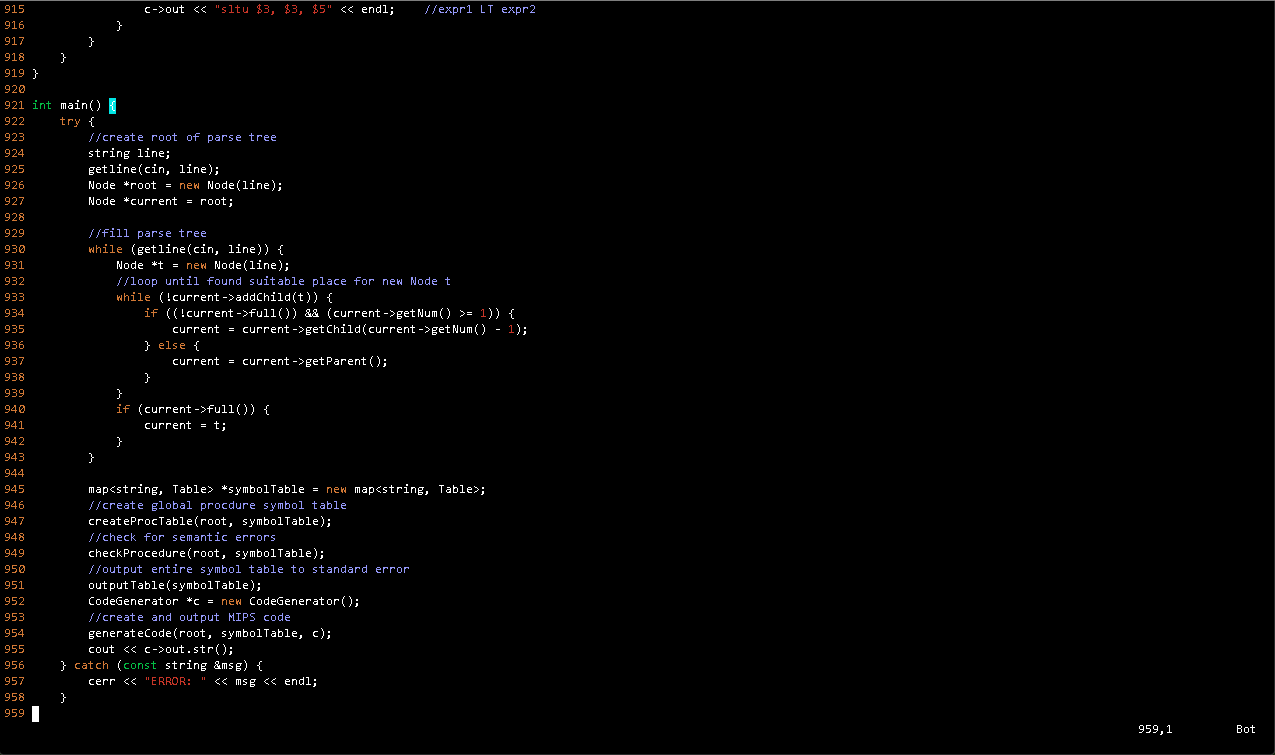 915                 c->out << "sltu $3, $3, $5" << endl;    //expr1 LT expr2
916             }
917         }
918     }
919 }
920
921 int main() {
922     try {
923         //create root of parse tree
924         string line;
925         getline(cin, line);
926         Node *root = new Node(line);
927         Node *current = root;
928
929         //fill parse tree
930         while (getline(cin, line)) {
931             Node *t = new Node(line);
932             //loop until found suitable place for new Node t
933             while (!current->addChild(t)) {
934                 if ((!current->full()) && (current->getNum() >= 1)) {
935                     current = current->getChild(current->getNum() - 1);
936                 } else {
937                     current = current->getParent();
938                 }
939             }
940             if (current->full()) {
941                 current = t;
942             }
943         }
944
945         map<string, Table> *symbolTable = new map<string, Table>;
946         //create global procdure symbol table
947         createProcTable(root, symbolTable);
948         //check for semantic errors
949         checkProcedure(root, symbolTable);
950         //output entire symbol table to standard error
951         outputTable(symbolTable);
952         CodeGenerator *c = new CodeGenerator();
953         //create and output MIPS code
954         generateCode(root, symbolTable, c);
955         cout << c->out.str();
956     } catch (const string &msg) {
957         cerr << "ERROR: " << msg << endl;
958     }
959
959,1         Bot